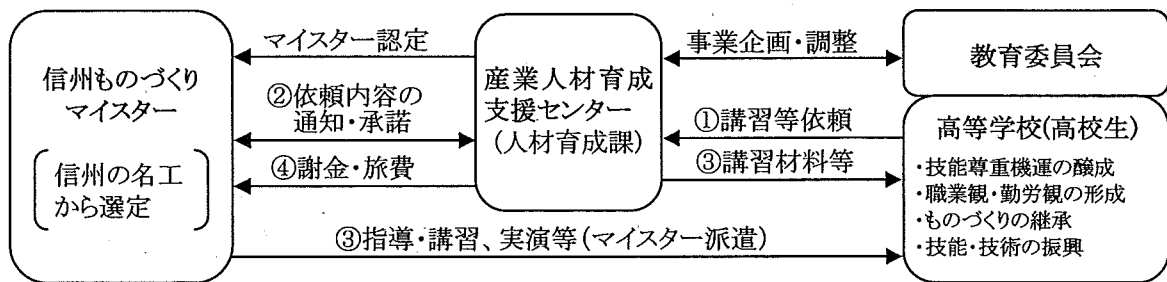 信州ものづくり
マイスター
信州の名工
から選定
マイスター認定
②依頼内容の
通知・承諾
④謝金・旅費
③指導・講習、実演等(マイスター派遣)
産業人材育成
支援センター
(人材育成課)
事業企画・調整
①講習等依頼
③講習材料等
教育委員会
高等学校(高校生)
・技能尊重機運の醸成
・職業観・勤労観の形成
・ものづくりの継承
・技能・技術の振興